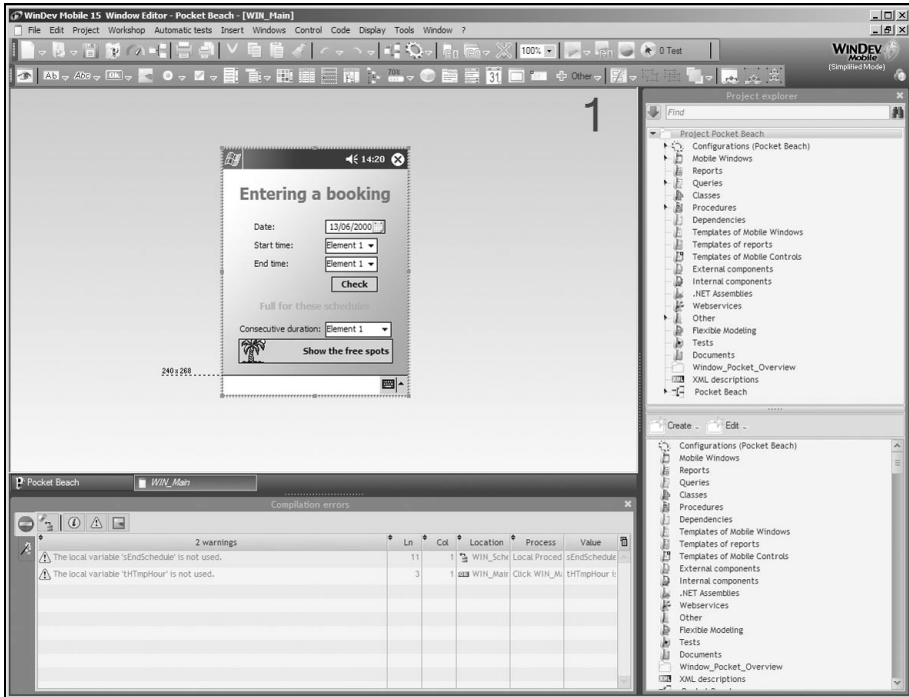 WinDev Mobile 15 Window Editor - Pocket Beach - [WIN_Main]
File Edit Project Workshop Automatic tests Insert Windows Control Code Display Tools Window ?
100% 0 Test
WINDEV
Mobile
(Simplified Mode)
Ab Abo OK 70% 31 Other
1
14:20
Entering a booking
Date: 13/06/2000
Start time: Element 1
End time: Element 1
Check
Full for these schedules
Consecutive duration: Element 1
Show the free spots
240 x 268
Pocket Beach WIN_Main
Compilation errors
2 warnings Ln Col Location Process Value
The local variable 'sEndSchedule' is not used. 11 1 WIN_Sche Local Proced sEndSchedule
The local variable 'tHTmpHour' is not used. 3 1 WIN_Main Click WIN_M tHTmpHour i
Project explorer
Find
Project Pocket Beach
Configurations (Pocket Beach)
Mobile Windows
Reports
Queries
Classes
Procedures
Dependencies
Templates of Mobile Windows
Templates of reports
Templates of Mobile Controls
External components
Internal components
.NET Assemblies
Webservices
Other
Flexible Modeling
Tests
Documents
Window_Pocket_Overview
XML descriptions
Pocket Beach
Create Edit
Configurations (Pocket Beach)
Mobile Windows
Reports
Queries
Classes
Procedures
Dependencies
Templates of Mobile Windows
Templates of reports
Templates of Mobile Controls
External components
Internal components
.NET Assemblies
Webservices
Other
Flexible Modeling
Tests
Documents
Window_Pocket_Overview
XML descriptions